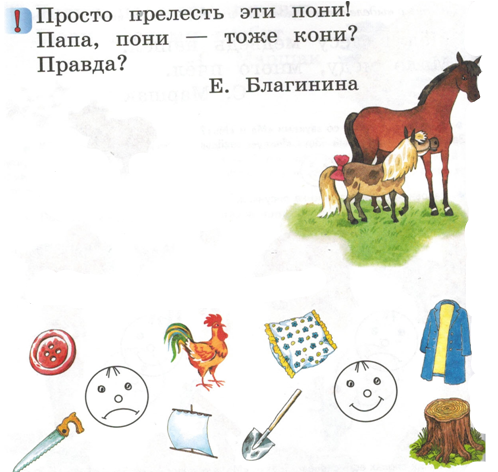 Просто прелесть эти пони!
Папа, пони — тоже кони?
Правда?
Е. Благинина